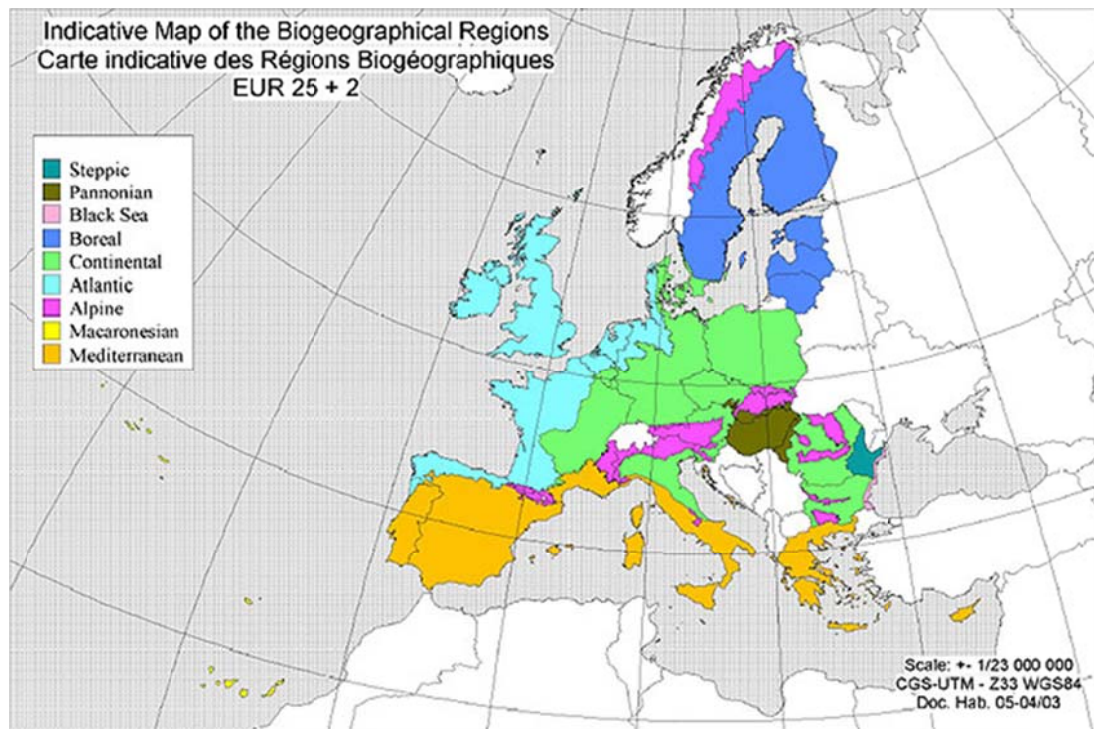 Indicative Map of the Biogeographical Regions
Carte indicative des Régions Biogéographiques
EUR 25 + 2
Steppic
Pannonian
Black Sea
Boreal
Continental
Atlantic
Alpine
Macaronesian
Mediterranean
Scale: +- 1/23 000 000
CGS-UTM - Z33 WGS84
Doc. Hab. 05-04/03